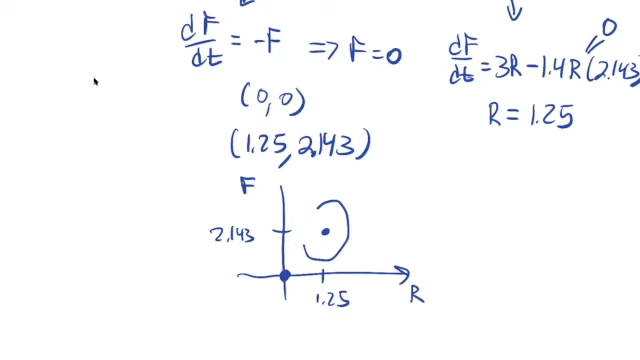 dF/dt = -F => F = 0
(0, 0)
(1.25, 2.143)
0
dF/dt = 3R - 1.4R(2.143)
R = 1.25
F
2.143
1.25
R